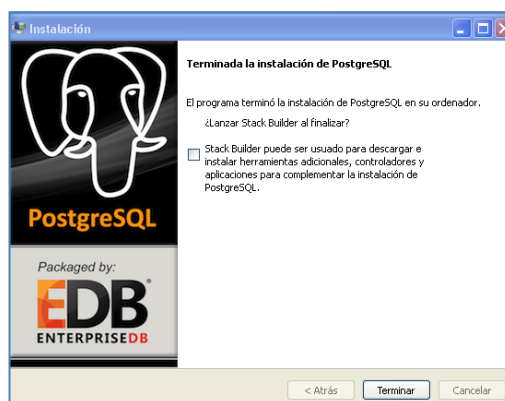 Instalación
Terminada la instalación de PostgreSQL
El programa terminó la instalación de PostgreSQL en su ordenador.
¿Lanzar Stack Builder al finalizar?
Stack Builder puede ser usado para descargar e
instalar herramientas adicionales, controladores y
aplicaciones para complementar la instalación de
PostgreSQL.
PostgreSQL
Packaged by:
EDB
ENTERPRISEDB
< Atrás
Terminar
Cancelar